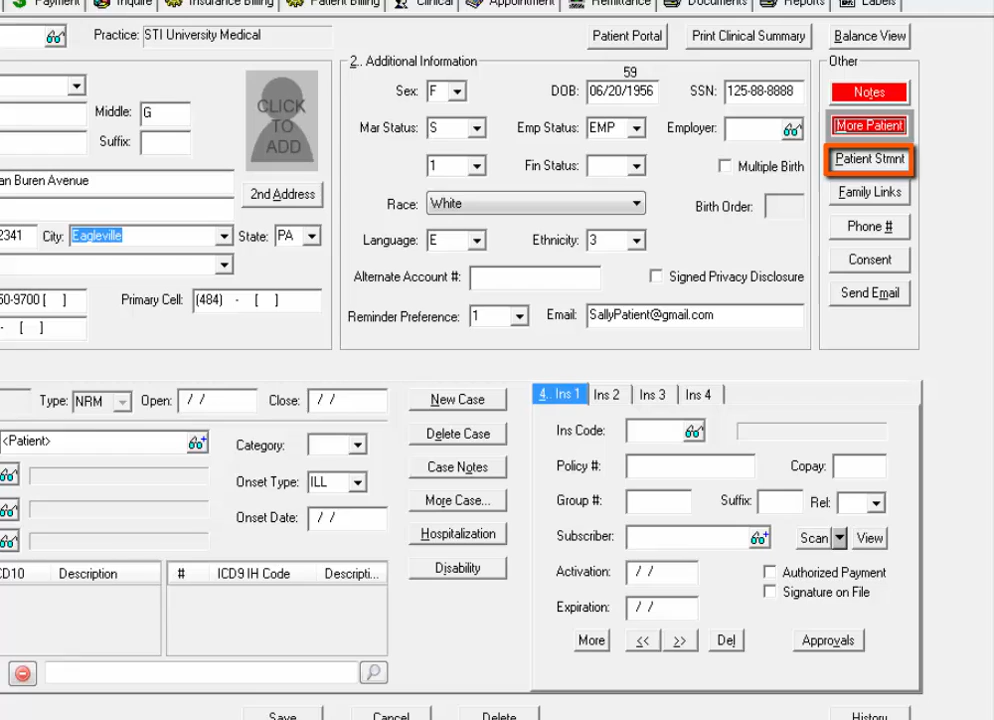 Payment Inquire Insurance Billing Patient Billing Clinical Appointment Remittance Documents Reports Labels
Practice: STI University Medical
Patient Portal Print Clinical Summary Balance View
2.. Additional Information
Other
59
Sex: F DOB: 06/20/1956 SSN: 125-88-8888
Notes
CLICK
TO
ADD
Middle: G
Suffix:
Mar Status: S Emp Status: EMP Employer:
More Patient
1 Fin Status: Multiple Birth
Patient Stmnt
an Buren Avenue
2nd Address
Race: White Birth Order:
Family Links
2341 City: Eagleville State: PA
Language: E Ethnicity: 3
Phone #
Alternate Account #: Signed Privacy Disclosure
Consent
50-9700 [ ] Primary Cell: (484) - [ ]
- [ ]
Reminder Preference: 1 Email: SallyPatient@gmail.com
Send Email
Type: NRM Open: / / Close: / /
New Case
4.. Ins 1 Ins 2 Ins 3 Ins 4
<Patient>
Category:
Delete Case
Ins Code:
Onset Type: ILL
Case Notes
Policy #: Copay:
Onset Date: / /
More Case...
Group #: Suffix: Rel:
Hospitalization
Subscriber: Scan View
CD10 Description # ICD9 IH Code Descripti...
Disability
Activation: / / Authorized Payment
Signature on File
Expiration: / /
More << >> Del Approvals
Save Cancel Delete History